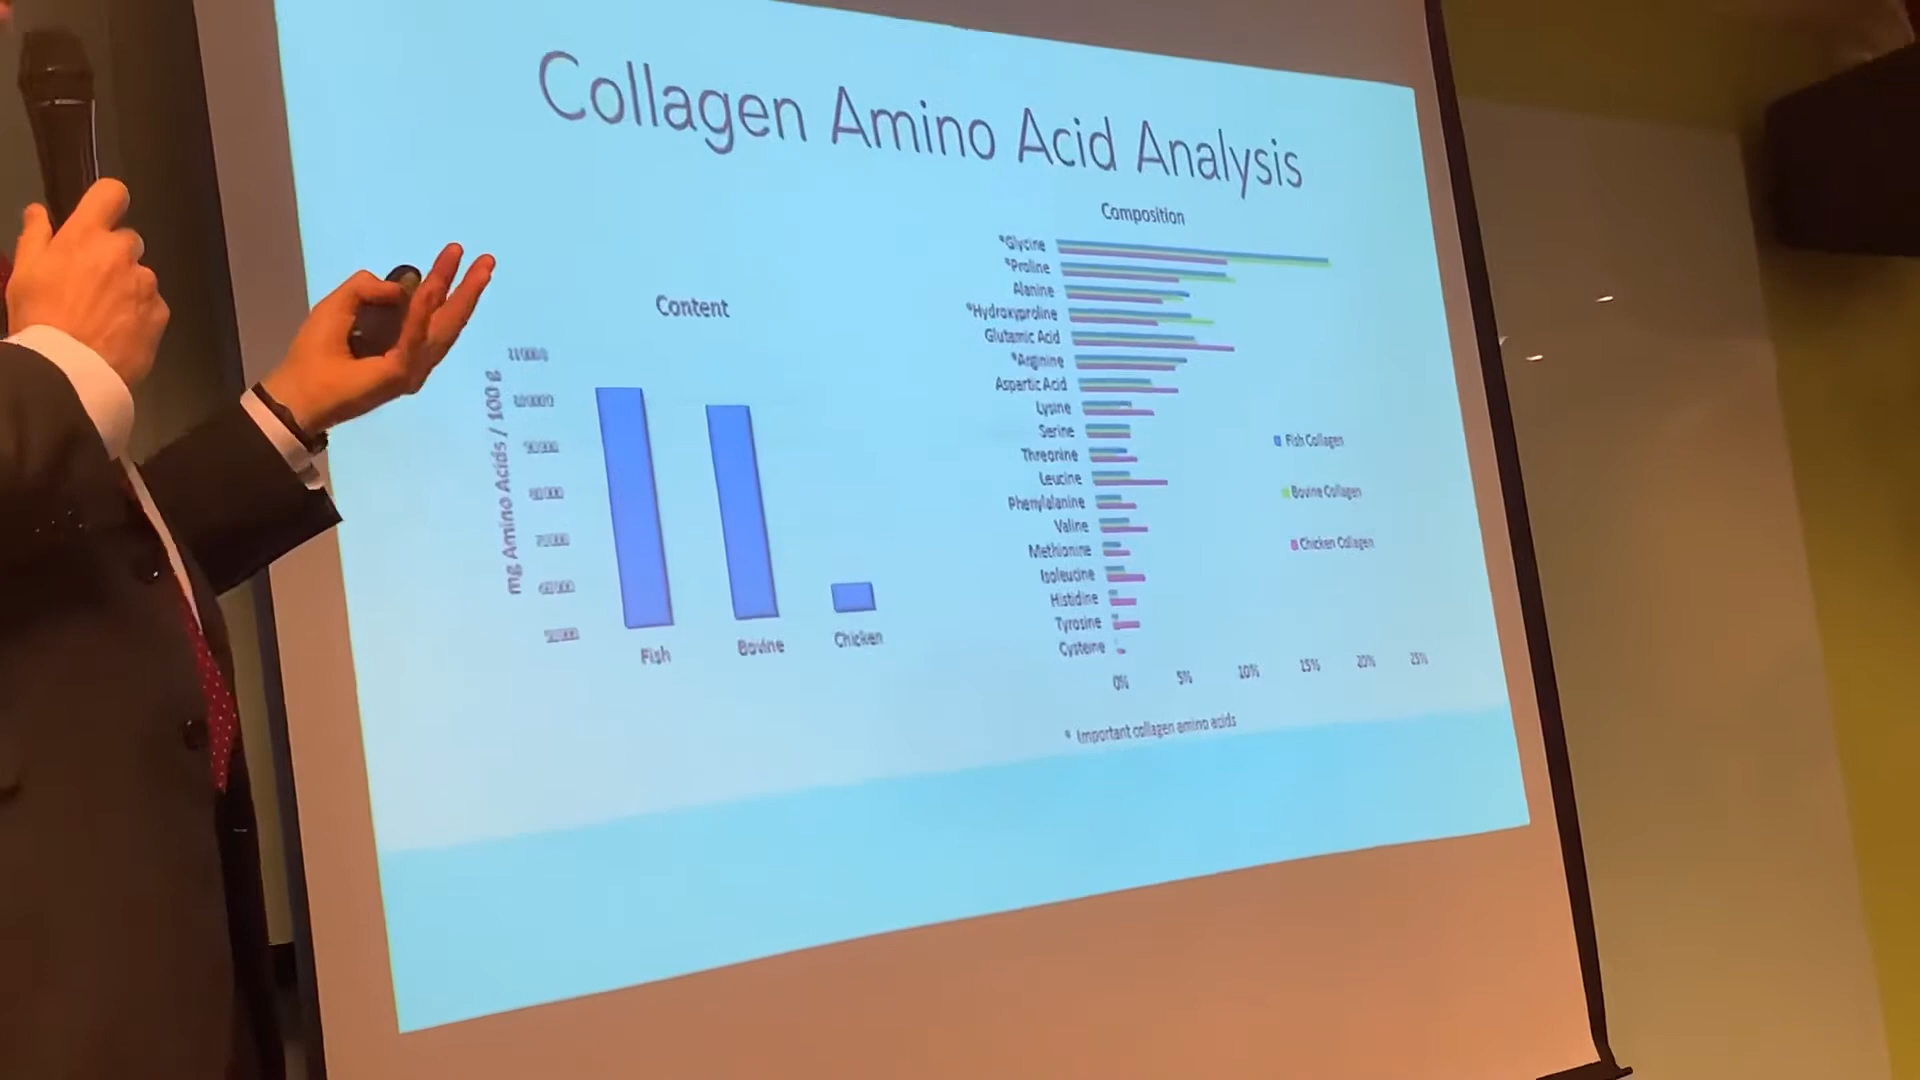 Collagen Amino Acid Analysis
Content
mg Amino Acids / 100 g
Fish
Bovine
Chicken
Composition
*Glycine
*Proline
Alanine
*Hydroxyproline
Glutamic Acid
*Arginine
Aspartic Acid
Lysine
Serine
Threonine
Leucine
Phenylalanine
Valine
Methionine
Isoleucine
Histidine
Tyrosine
Cysteine
0%
5%
10%
15%
20%
25%
Fish Collagen
Bovine Collagen
Chicken Collagen
* Important collagen amino acids